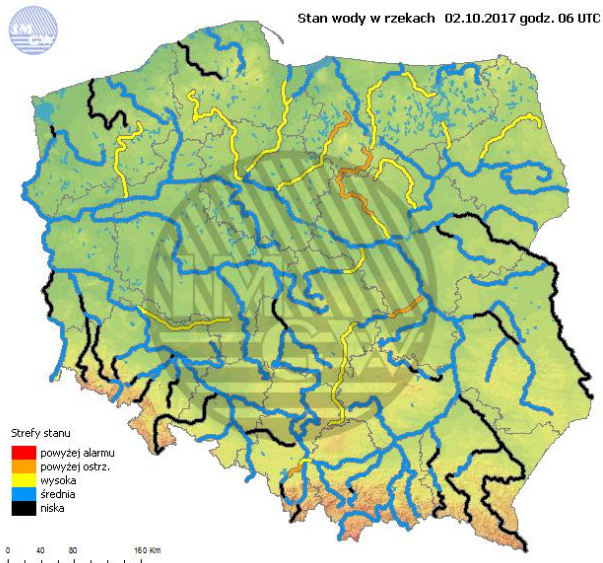 Stan wody w rzekach 02.10.2017 godz. 06 UTC
IMGW
Strefy stanu
powyżej alarmu
powyżej ostrz.
wysoka
średnia
niska
0 40 80 160 Km